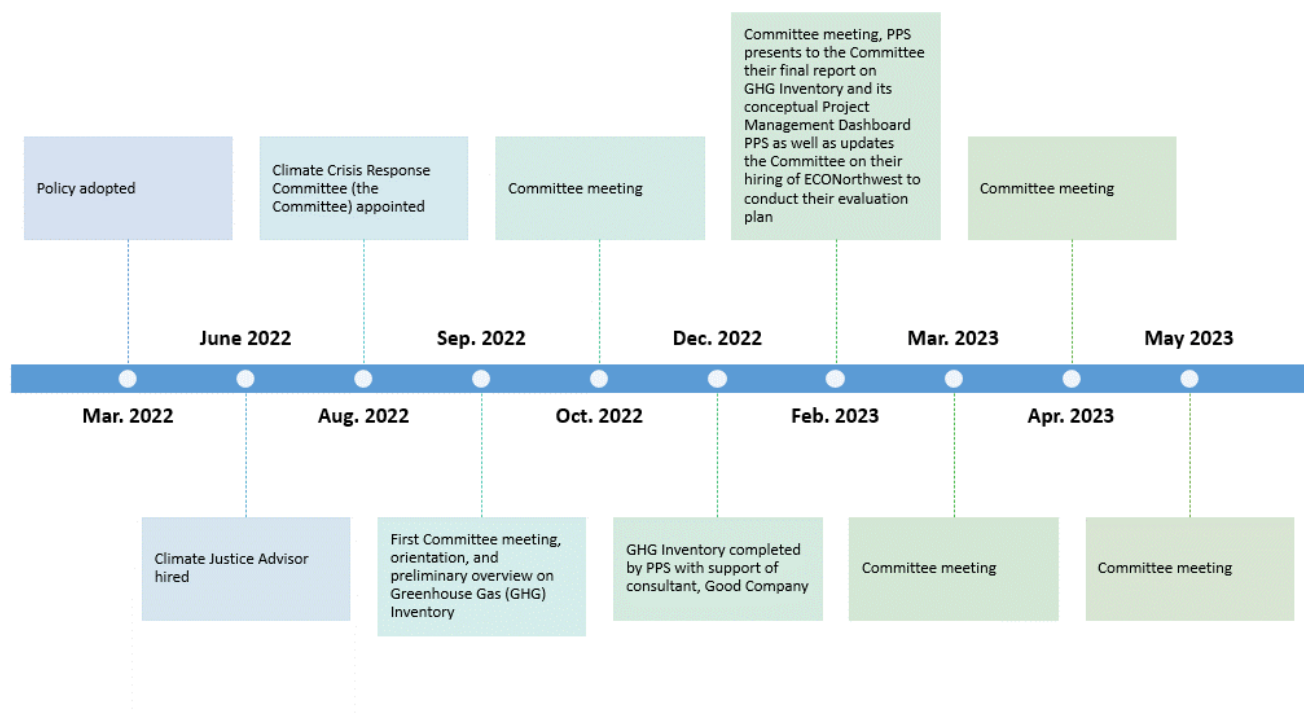 Committee meeting, PPS
presents to the Committee
their final report on
GHG Inventory and its
conceptual Project
Management Dashboard
PPS as well as updates
the Committee on their
hiring of ECONorthwest to
conduct their evaluation
plan
Policy adopted
Climate Crisis Response
Committee (the
Committee) appointed
Committee meeting
Committee meeting
June 2022
Sep. 2022
Dec. 2022
Mar. 2023
May 2023
Mar. 2022
Aug. 2022
Oct. 2022
Feb. 2023
Apr. 2023
Climate Justice Advisor
hired
First Committee meeting,
orientation, and
preliminary overview on
Greenhouse Gas (GHG)
Inventory
GHG Inventory completed
by PPS with support of
consultant, Good Company
Committee meeting
Committee meeting